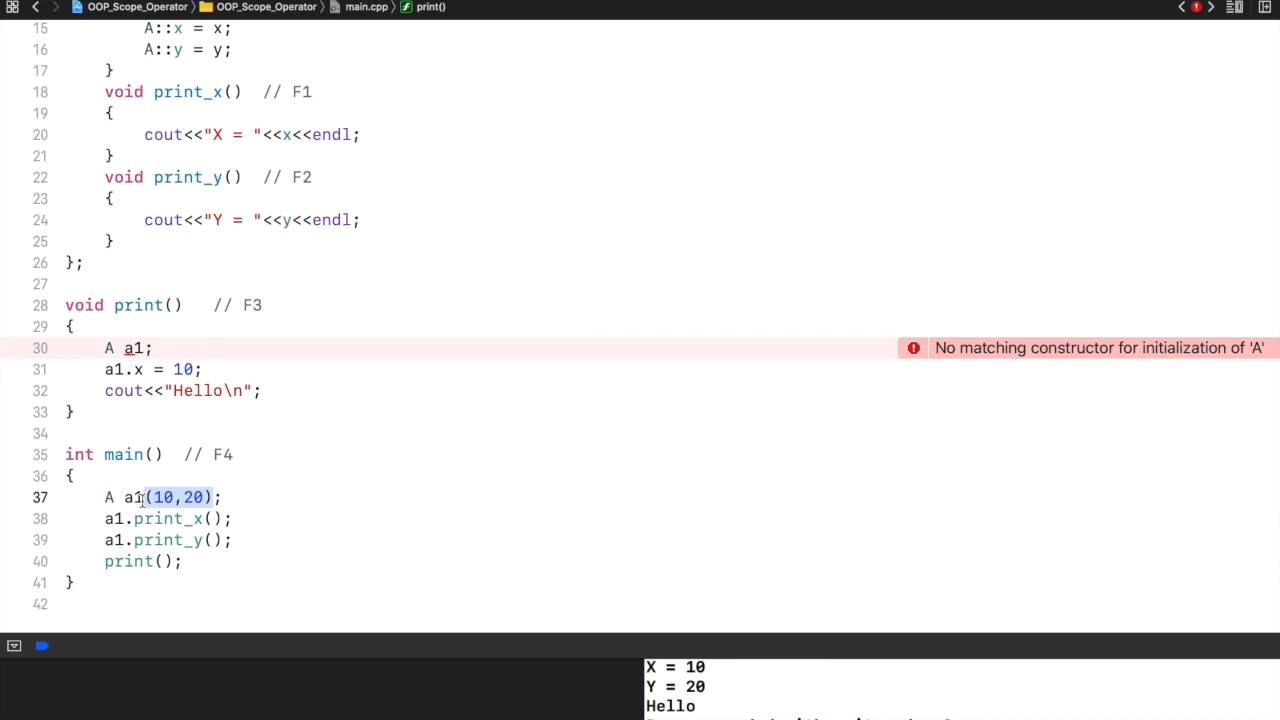 OOP_Scope_Operator OOP_Scope_Operator main.cpp print()
15 A::x = x;
16 A::y = y;
17 }
18 void print_x() // F1
19 {
20 cout<<"X = "<<x<<endl;
21 }
22 void print_y() // F2
23 {
24 cout<<"Y = "<<y<<endl;
25 }
26 };
27
28 void print() // F3
29 {
30 A a1; No matching constructor for initialization of 'A'
31 a1.x = 10;
32 cout<<"Hello\n";
33 }
34
35 int main() // F4
36 {
37 A a1(10,20);
38 a1.print_x();
39 a1.print_y();
40 print();
41 }
42
X = 10
Y = 20
Hello